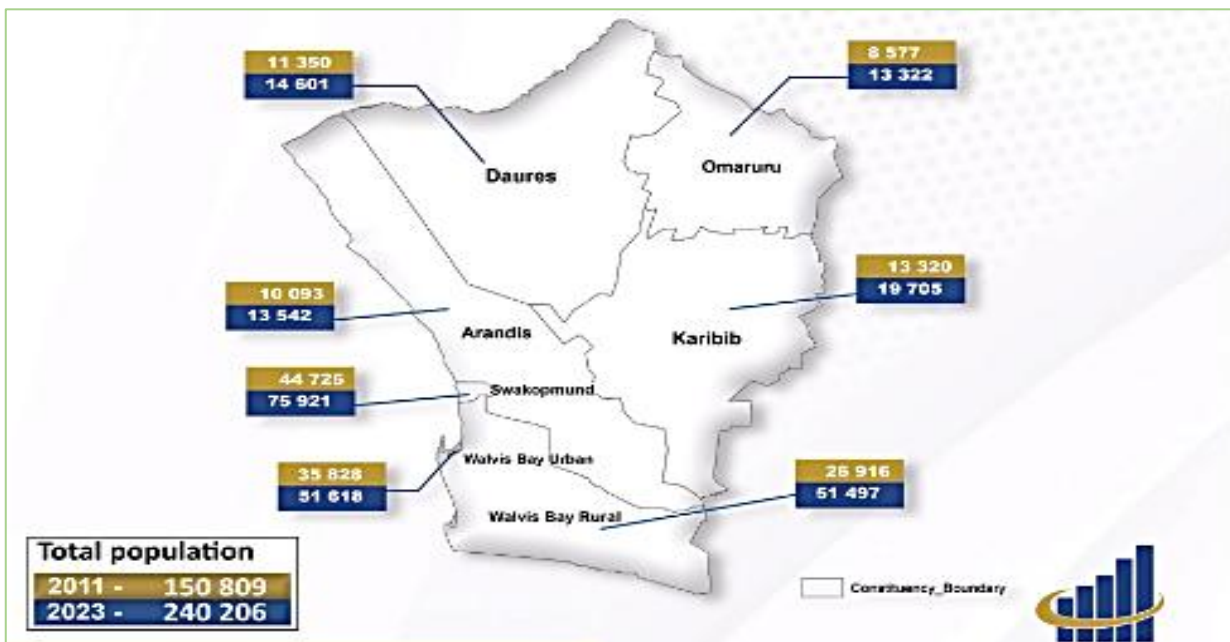 11 350
14 601
8 577
13 322
Daures
Omaruru
13 320
19 705
10 093
13 542
Arandis
Karibib
44 725
75 921
Swakopmund
35 828
51 618
Walvis Bay Urban
26 916
51 497
Walvis Bay Rural
Total population
2011 - 150 809
2023 - 240 206
Constituency_Boundary